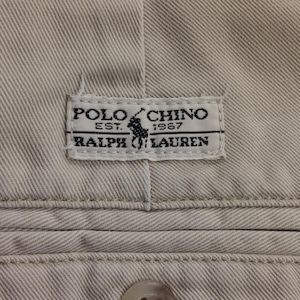 POLO CHINO
EST. 1967
RALPH LAUREN